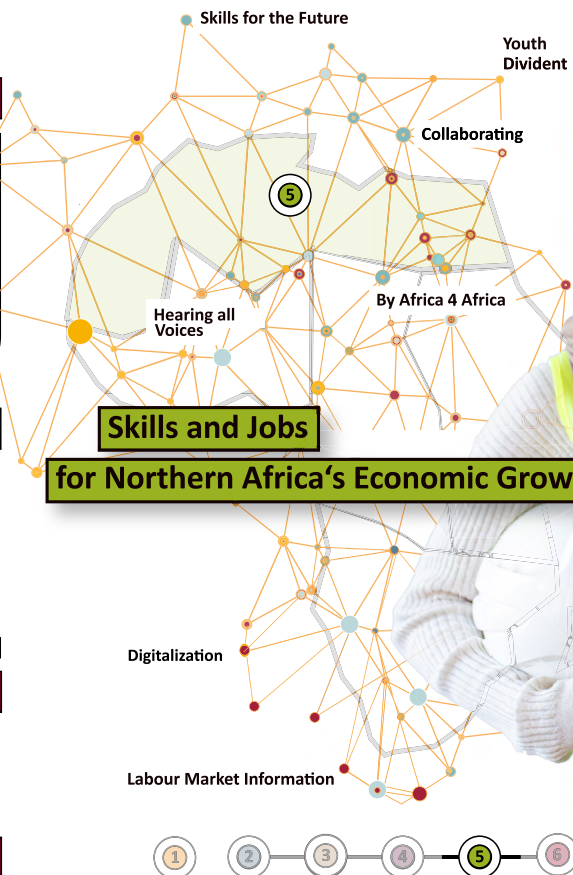 Skills for the Future
Youth
Divident
Collaborating
5
By Africa 4 Africa
Hearing all
Voices
Skills and Jobs
for Northern Africa‘s Economic Grow
Digitalization
Labour Market Information
1 2 3 4 5 6